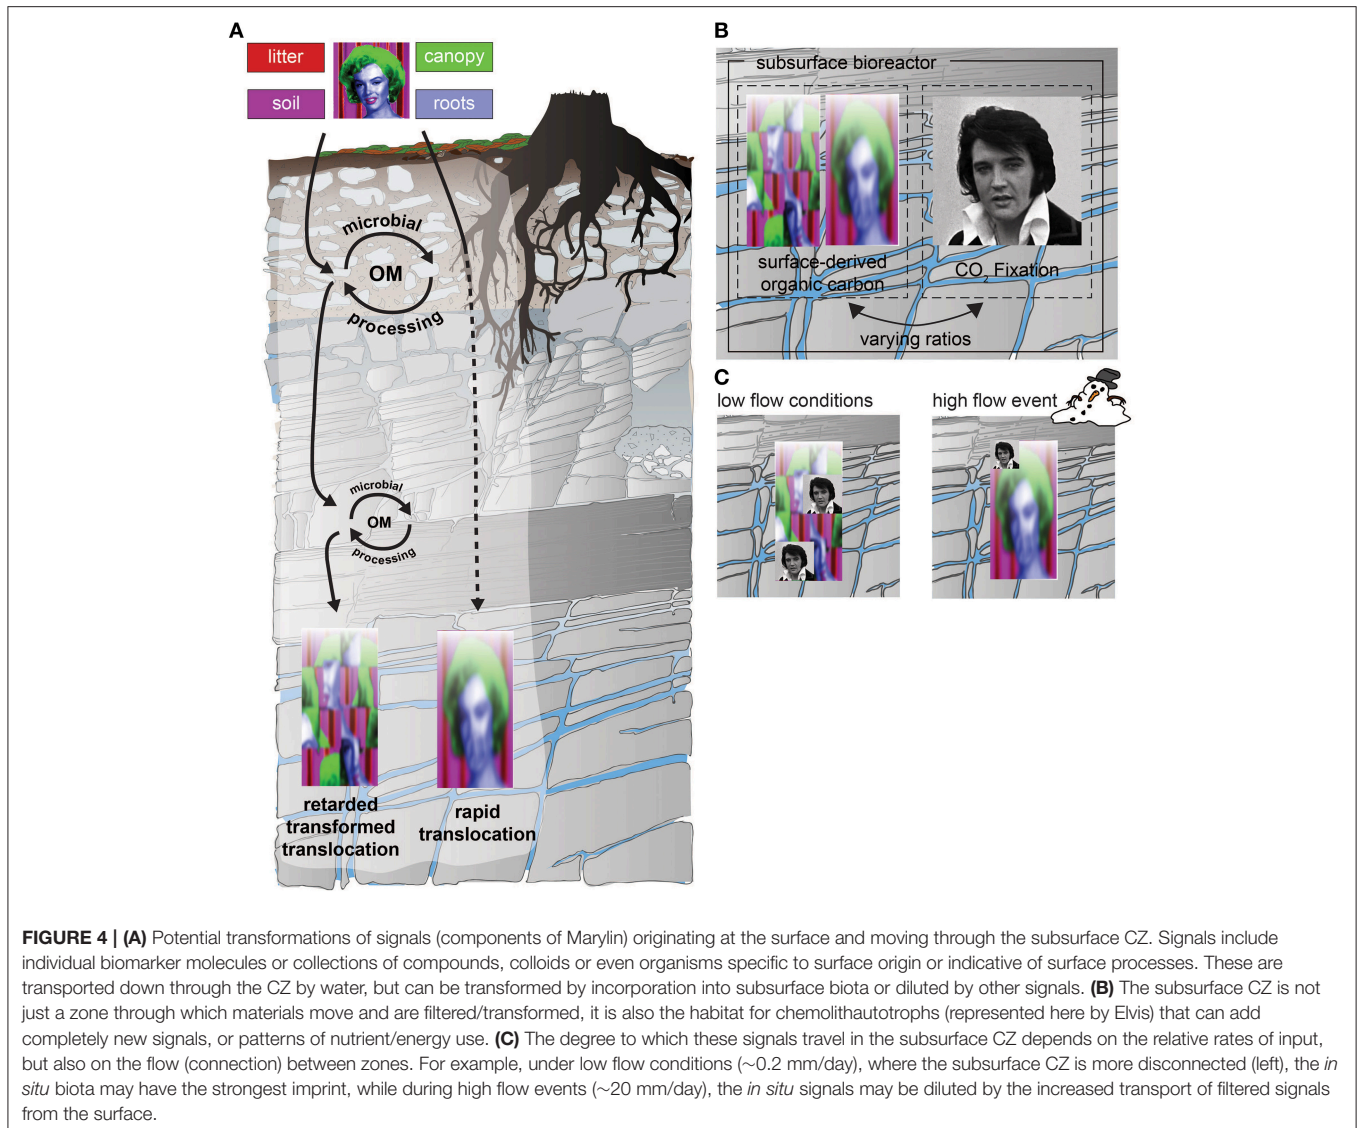 A
litter
canopy
soil
roots
microbial
OM
processing
microbial
OM
processing
retarded
transformed
translocation
rapid
translocation
B
subsurface bioreactor
surface-derived
organic carbon
CO2 Fixation
varying ratios
C
low flow conditions
high flow event
FIGURE 4 | (A) Potential transformations of signals (components of Marylin) originating at the surface and moving through the subsurface CZ. Signals include
individual biomarker molecules or collections of compounds, colloids or even organisms specific to surface origin or indicative of surface processes. These are
transported down through the CZ by water, but can be transformed by incorporation into subsurface biota or diluted by other signals. (B) The subsurface CZ is not
just a zone through which materials move and are filtered/transformed, it is also the habitat for chemolithautotrophs (represented here by Elvis) that can add
completely new signals, or patterns of nutrient/energy use. (C) The degree to which these signals travel in the subsurface CZ depends on the relative rates of input,
but also on the flow (connection) between zones. For example, under low flow conditions (∼0.2 mm/day), where the subsurface CZ is more disconnected (left), the in
situ biota may have the strongest imprint, while during high flow events (∼20 mm/day), the in situ signals may be diluted by the increased transport of filtered signals
from the surface.